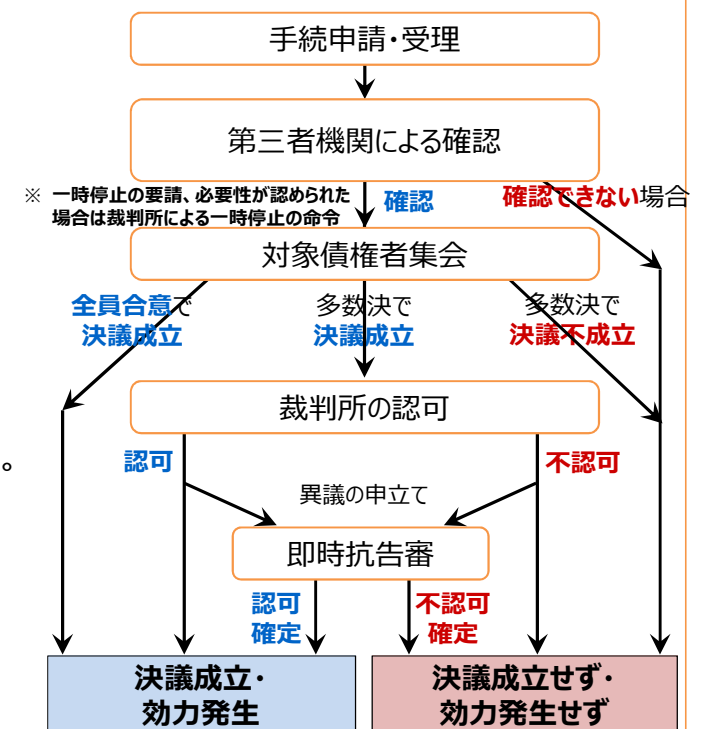 手続申請・受理
第三者機関による確認
※ 一時停止の要請、必要性が認められた
場合は裁判所による一時停止の命令
確認
確認できない場合
対象債権者集会
全員合意で
決議成立
多数決で
決議成立
多数決で
決議不成立
裁判所の認可
。
認可
不認可
異議の申立て
即時抗告審
認可
確定
不認可
確定
決議成立・
効力発生
決議成立せず・
効力発生せず